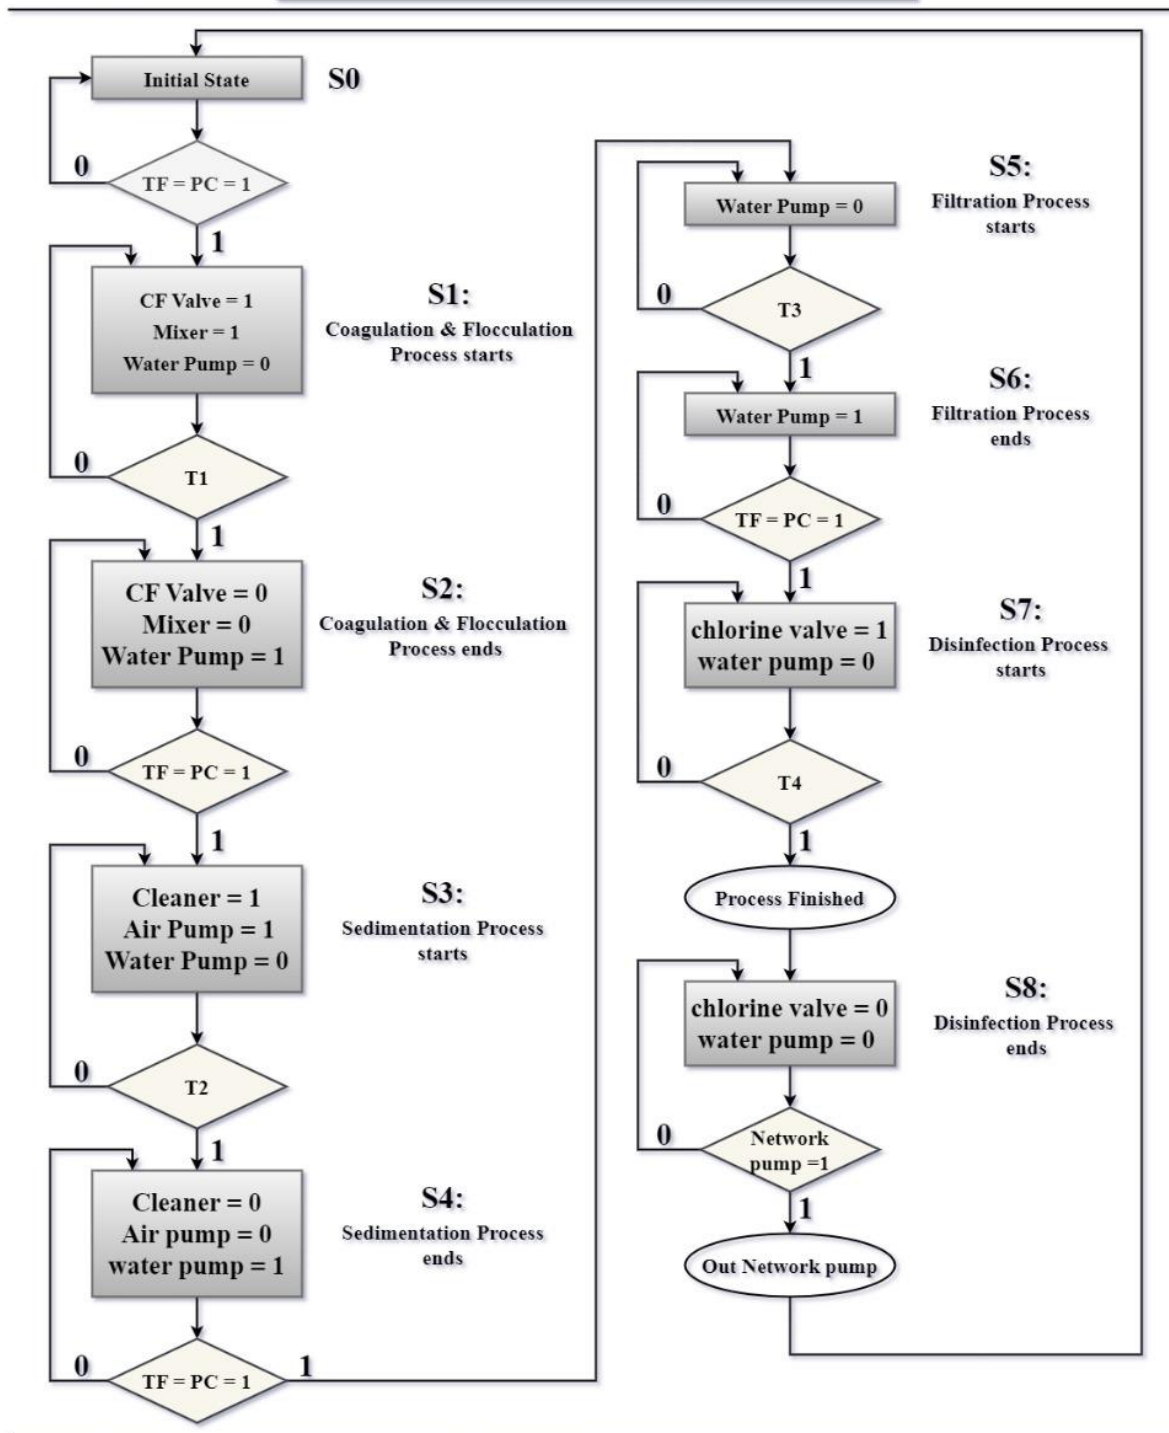 Initial State
S0
0
TF = PC = 1
1
CF Valve = 1
Mixer = 1
Water Pump = 0
S1:
Coagulation & Flocculation
Process starts
0
T1
1
CF Valve = 0
Mixer = 0
Water Pump = 1
S2:
Coagulation & Flocculation
Process ends
0
TF = PC = 1
1
Cleaner = 1
Air Pump = 1
Water Pump = 0
S3:
Sedimentation Process
starts
0
T2
1
Cleaner = 0
Air pump = 0
water pump = 1
S4:
Sedimentation Process
ends
0
TF = PC = 1
1
Water Pump = 0
S5:
Filtration Process
starts
0
T3
1
Water Pump = 1
S6:
Filtration Process
ends
0
TF = PC = 1
1
chlorine valve = 1
water pump = 0
S7:
Disinfection Process
starts
0
T4
1
Process Finished
chlorine valve = 0
water pump = 0
S8:
Disinfection Process
ends
0
Network
pump =1
1
Out Network pump